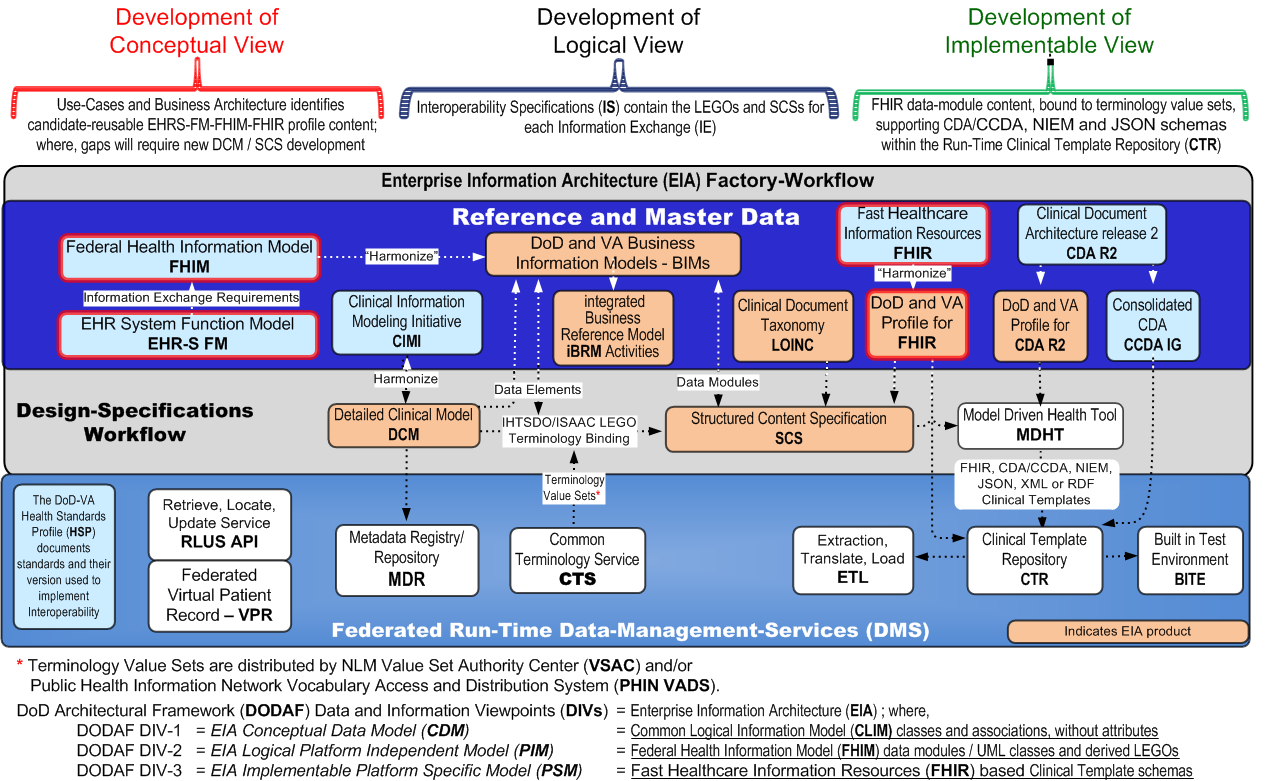 Development of
Conceptual View
Development of
Logical View
Development of
Implementable View
Use-Cases and Business Architecture identifies
candidate-reusable EHRS-FM-FHIM-FHIR profile content;
where, gaps will require new DCM / SCS development
Interoperability Specifications (IS) contain the LEGOs and SCSs for
each Information Exchange (IE)
FHIR data-module content, bound to terminology value sets,
supporting CDA/CCDA, NIEM and JSON schemas
within the Run-Time Clinical Template Repository (CTR)
Enterprise Information Architecture (EIA) Factory-Workflow
Reference and Master Data
Federal Health Information Model
FHIM
"Harmonize"
DoD and VA Business
Information Models - BIMs
Fast Healthcare
Information Resources
FHIR
Clinical Document
Architecture release 2
CDA R2
"Harmonize"
Information Exchange Requirements
EHR System Function Model
EHR-S FM
Clinical Information
Modeling Initiative
CIMI
integrated
Business
Reference Model
iBRM Activities
Clinical Document
Taxonomy
LOINC
DoD and VA
Profile for
FHIR
DoD and VA
Profile for
CDA R2
Consolidated
CDA
CCDA IG
Harmonize
Data Elements
Data Modules
Design-Specifications
Workflow
Detailed Clinical Model
DCM
IHTSDO/ISAAC LEGO
Terminology Binding
Structured Content Specification
SCS
Model Driven Health Tool
MDHT
FHIR, CDA/CCDA, NIEM,
JSON, XML or RDF
Clinical Templates
Terminology
Value Sets*
The DoD-VA
Health Standards
Profile (HSP)
documents
standards and their
version used to
implement
Interoperability
Retrieve, Locate,
Update Service
RLUS API
Federated
Virtual Patient
Record – VPR
Metadata Registry/
Repository
MDR
Common
Terminology Service
CTS
Extraction,
Translate, Load
ETL
Clinical Template
Repository
CTR
Built in Test
Environment
BITE
Federated Run-Time Data-Management-Services (DMS)
Indicates EIA product
* Terminology Value Sets are distributed by NLM Value Set Authority Center (VSAC) and/or
Public Health Information Network Vocabulary Access and Distribution System (PHIN VADS).
DoD Architectural Framework (DODAF) Data and Information Viewpoints (DIVs) = Enterprise Information Architecture (EIA) ; where,
DODAF DIV-1 = EIA Conceptual Data Model (CDM) = Common Logical Information Model (CLIM) classes and associations, without attributes
DODAF DIV-2 = EIA Logical Platform Independent Model (PIM) = Federal Health Information Model (FHIM) data modules / UML classes and derived LEGOs
DODAF DIV-3 = EIA Implementable Platform Specific Model (PSM) = Fast Healthcare Information Resources (FHIR) based Clinical Template schemas